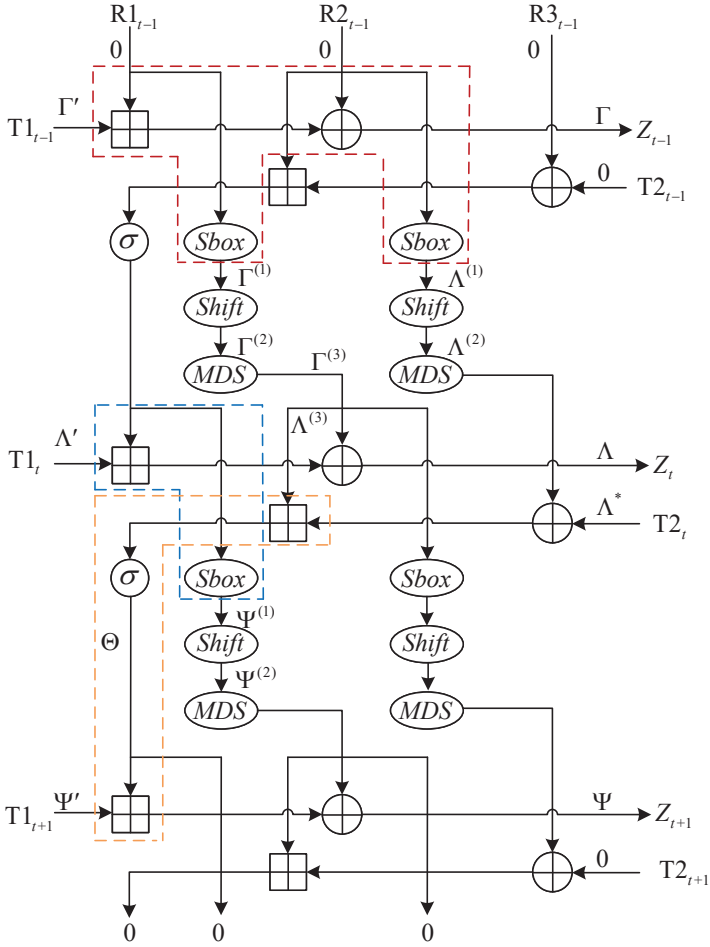 R1_{t−1} R2_{t−1} R3_{t−1}
0 0 0
T1_{t−1} Γ′ Γ Z_{t−1}
0 T2_{t−1}
σ Sbox Sbox
Γ^{(1)} Λ^{(1)}
Shift Shift
Γ^{(2)} Γ^{(3)} Λ^{(2)}
MDS MDS
Λ^{(3)}
T1_t Λ′ Λ Z_t
Λ^* T2_t
σ Sbox Sbox
Ψ^{(1)}
Θ Shift Shift
Ψ^{(2)}
MDS MDS
T1_{t+1} Ψ′ Ψ Z_{t+1}
0 T2_{t+1}
0 0 0